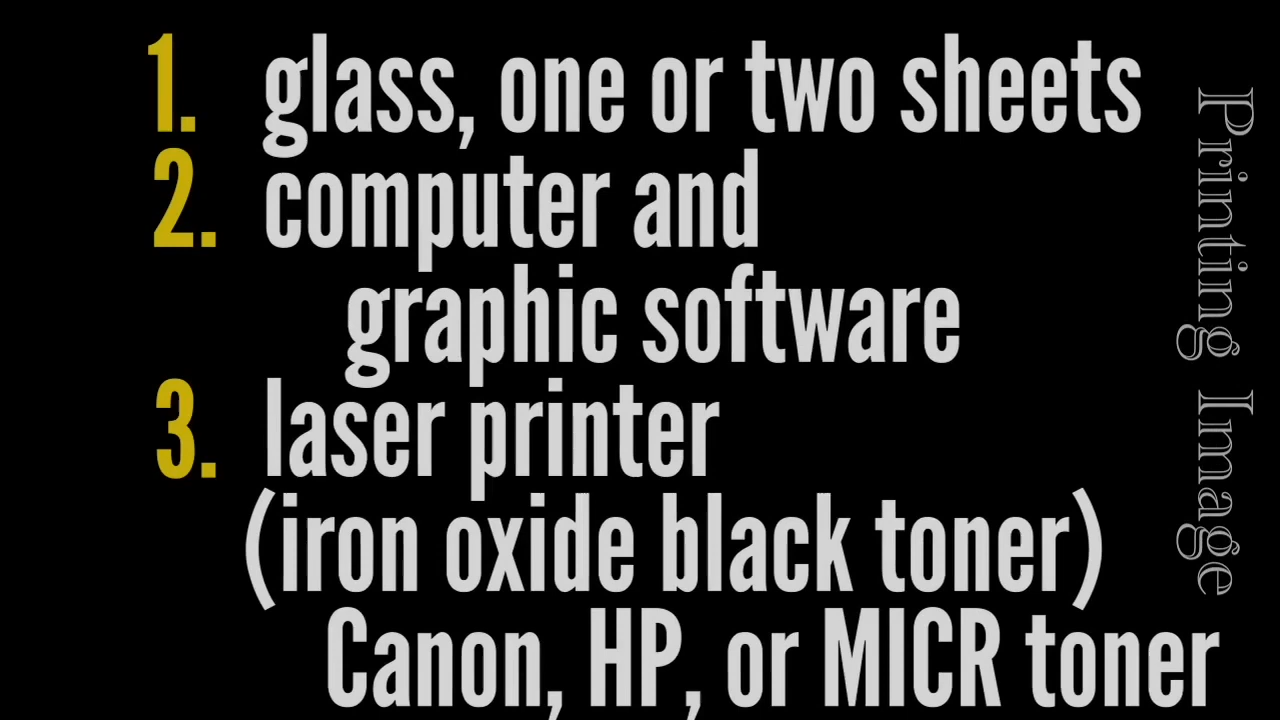 1. glass, one or two sheets
2. computer and
graphic software
3. laser printer
(iron oxide black toner)
Canon, HP, or MICR toner
Printing Image